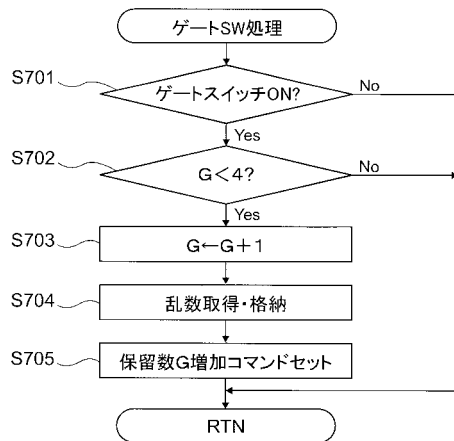 ゲートSW処理
S701
ゲートスイッチON?
No
Yes
S702
G<4?
No
Yes
S703
G←G+1
S704
乱数取得・格納
S705
保留数G増加コマンドセット
RTN